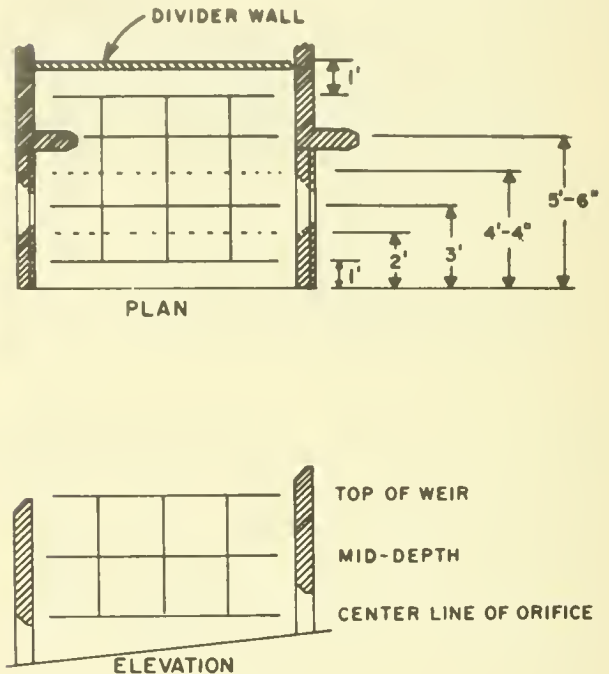 DIVIDER WALL
1'
5'-6"
4'-4"
3'
2'
1'
PLAN
TOP OF WEIR
MID-DEPTH
CENTER LINE OF ORIFICE
ELEVATION